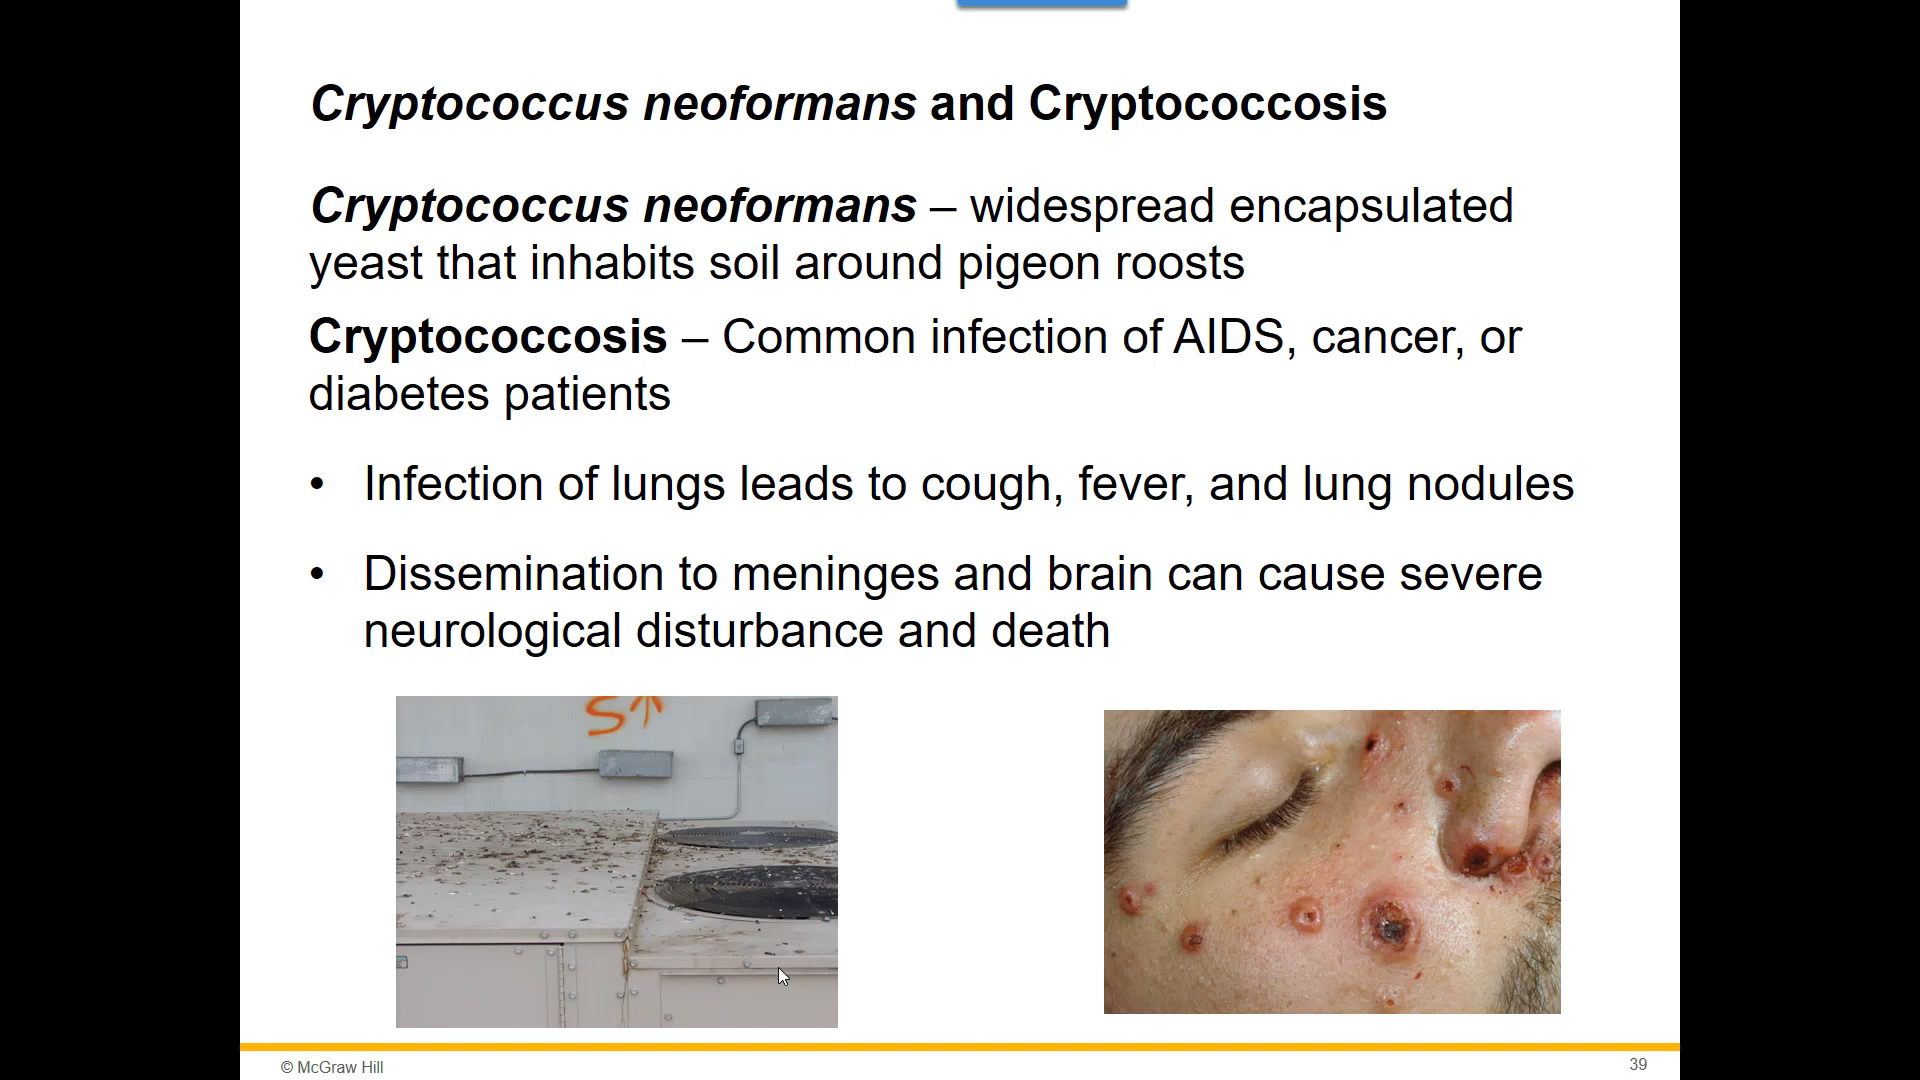 Cryptococcus neoformans and Cryptococcosis
Cryptococcus neoformans – widespread encapsulated
yeast that inhabits soil around pigeon roosts
Cryptococcosis – Common infection of AIDS, cancer, or
diabetes patients
• Infection of lungs leads to cough, fever, and lung nodules
• Dissemination to meninges and brain can cause severe
neurological disturbance and death
S↑
© McGraw Hill
39